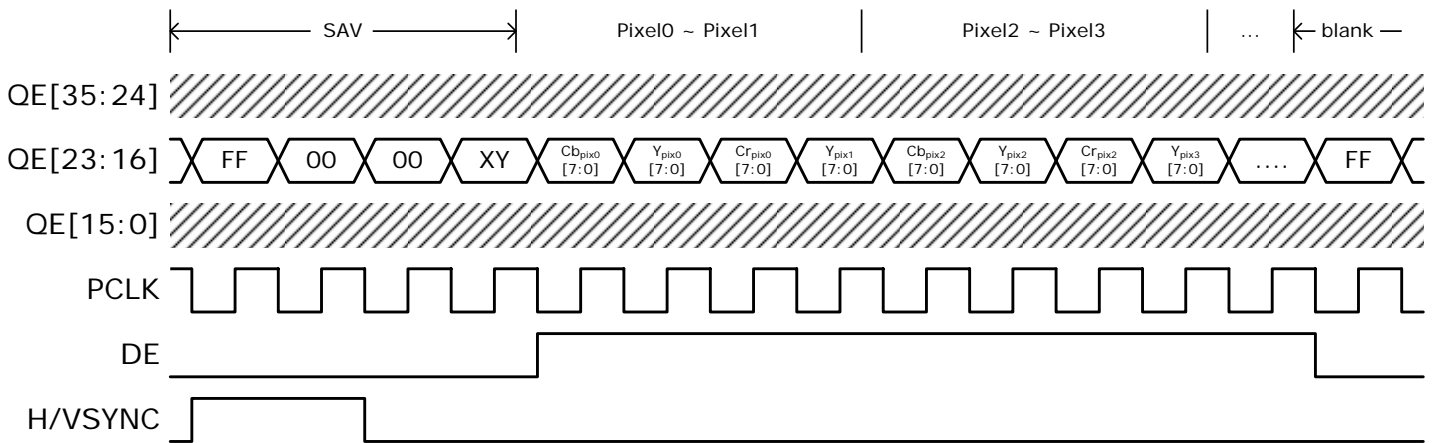 SAV Pixel0 ~ Pixel1 Pixel2 ~ Pixel3 ... blank
QE[35:24]
QE[23:16] FF 00 00 XY Cbpix0 [7:0] Ypix0 [7:0] Crpix0 [7:0] Ypix1 [7:0] Cbpix2 [7:0] Ypix2 [7:0] Crpix2 [7:0] Ypix3 [7:0] .... FF
QE[15:0]
PCLK
DE
H/VSYNC